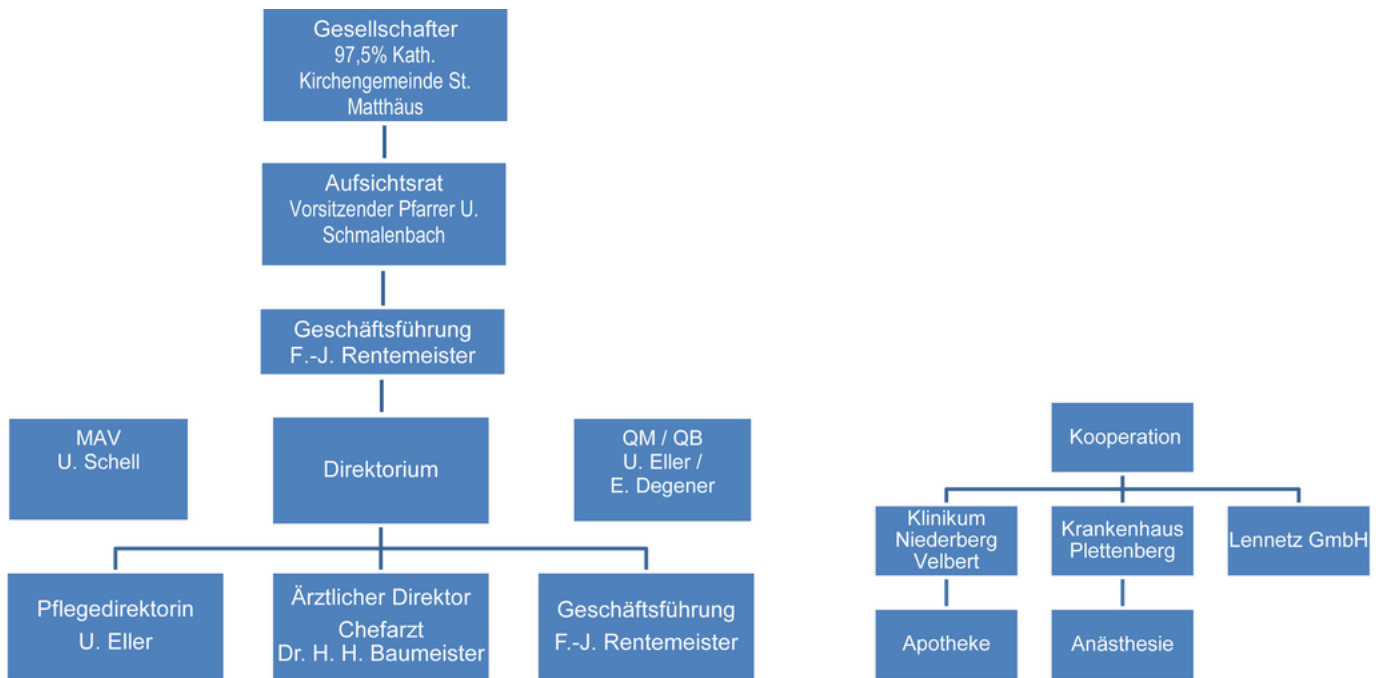 Gesellschafter
97,5% Kath.
Kirchengemeinde St.
Matthäus
Aufsichtsrat
Vorsitzender Pfarrer U.
Schmalenbach
Geschäftsführung
F.-J. Rentemeister
MAV
U. Schell
Direktorium
QM / QB
U. Eller /
E. Degener
Pflegedirektorin
U. Eller
Ärztlicher Direktor
Chefarzt
Dr. H. H. Baumeister
Geschäftsführung
F.-J. Rentemeister
Kooperation
Klinikum
Niederberg
Velbert
Krankenhaus
Plettenberg
Lennetz GmbH
Apotheke
Anästhesie